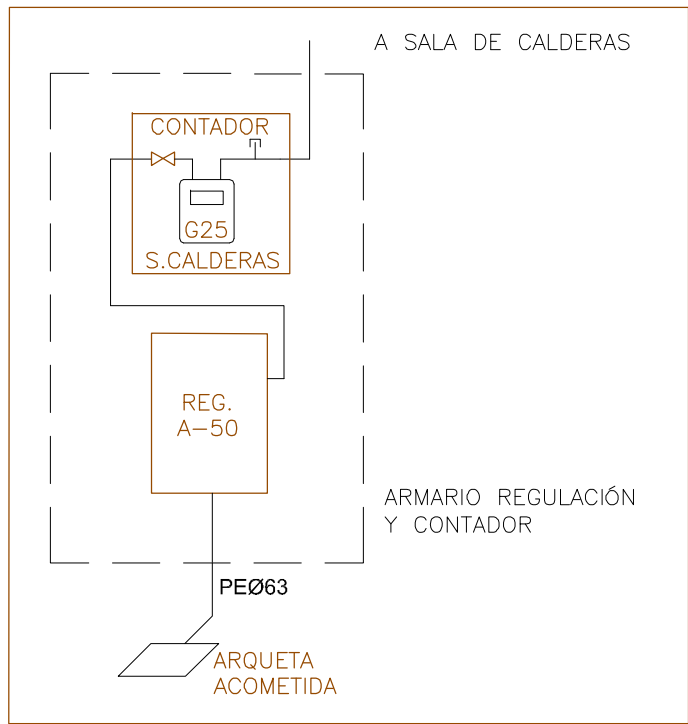 A SALA DE CALDERAS
CONTADOR
G25
S.CALDERAS
REG.
A-50
ARMARIO REGULACIÓN
Y CONTADOR
PEØ63
ARQUETA
ACOMETIDA